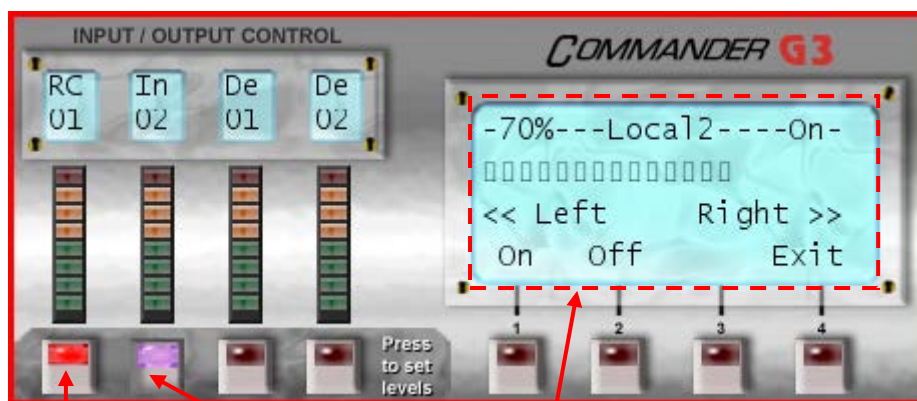 INPUT / OUTPUT CONTROL
RC In De De
01 02 01 02
Press
to set
levels
COMMANDER G3
-70%---Local2----On-
<< Left Right >>
On Off Exit
1 2 3 4